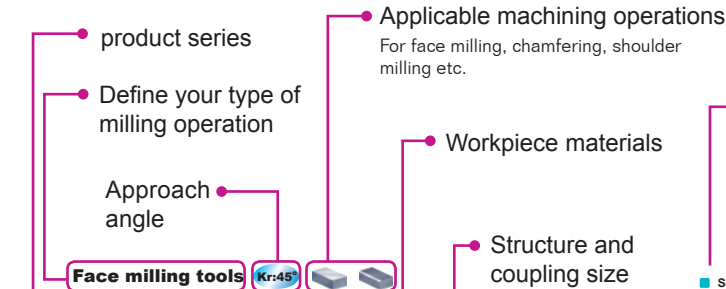 Applicable machining operations
For face milling, chamfering, shoulder
milling etc.
product series
Define your type of
milling operation
Workpiece materials
Approach
angle
Structure and
coupling size
Face milling tools
Kr:45°